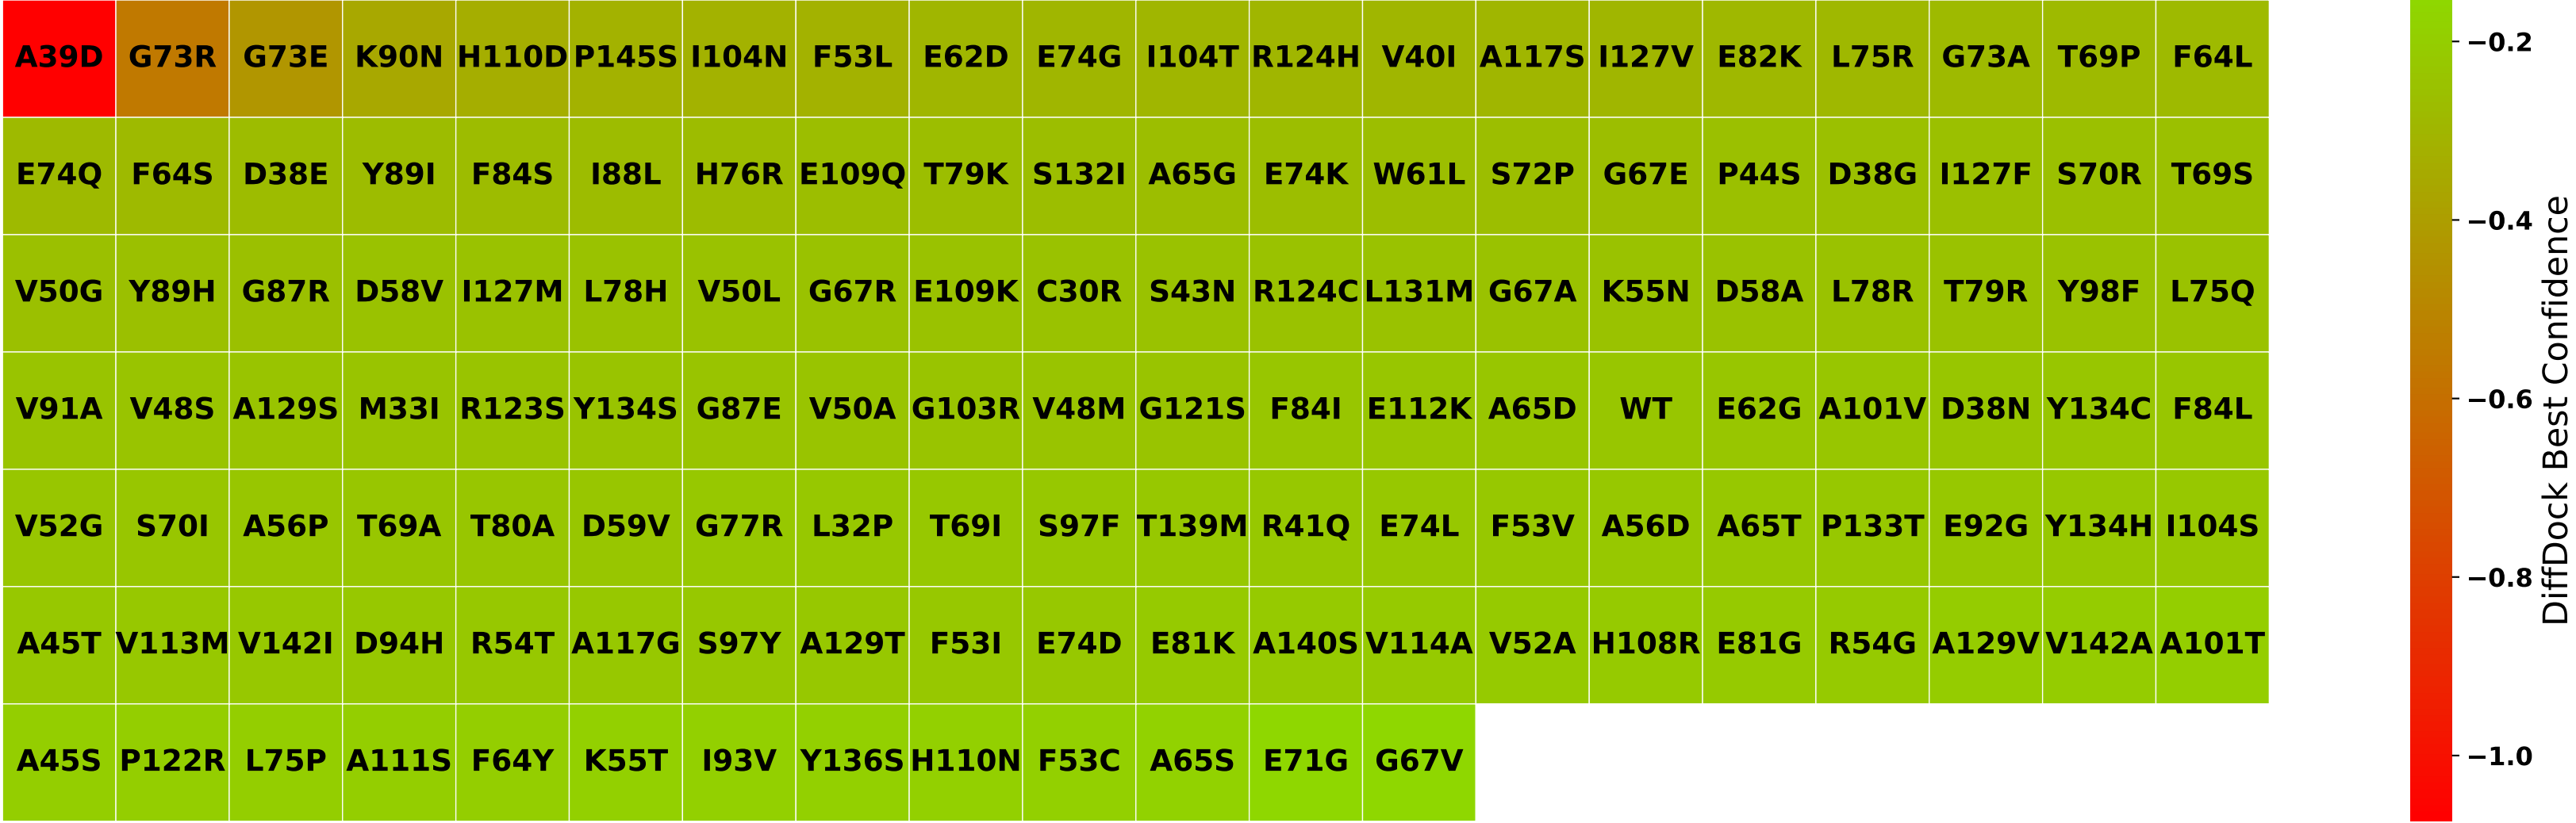 A39D G73R G73E K90N H110D P145S I104N F53L E62D E74G I104T R124H V40I A117S I127V E82K L75R G73A T69P F64L
E74Q F64S D38E Y89I F84S I88L H76R E109Q T79K S132I A65G E74K W61L S72P G67E P44S D38G I127F S70R T69S
V50G Y89H G87R D58V I127M L78H V50L G67R E109K C30R S43N R124C L131M G67A K55N D58A L78R T79R Y98F L75Q
V91A V48S A129S M33I R123S Y134S G87E V50A G103R V48M G121S F84I E112K A65D WT E62G A101V D38N Y134C F84L
V52G S70I A56P T69A T80A D59V G77R L32P T69I S97F T139M R41Q E74L F53V A56D A65T P133T E92G Y134H I104S
A45T V113M V142I D94H R54T A117G S97Y A129T F53I E74D E81K A140S V114A V52A H108R E81G R54G A129V V142A A101T
A45S P122R L75P A111S F64Y K55T I93V Y136S H110N F53C A65S E71G G67V
−0.2
−0.4
−0.6
−0.8
−1.0
DiffDock Best Confidence